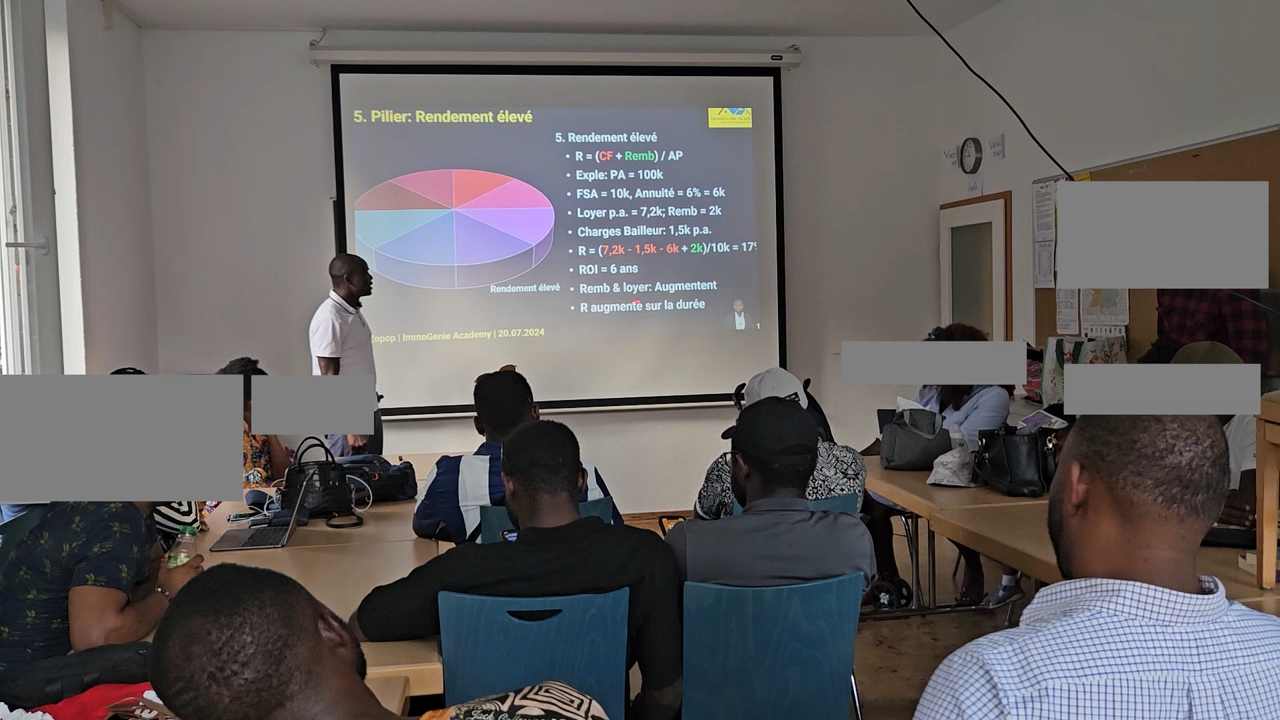 5. Pilier: Rendement élevé
5. Rendement élevé
• R = (CF + Remb) / AP
• Exple: PA = 100k
• FSA = 10k, Annuité = 6% = 6k
• Loyer p.a. = 7,2k; Remb = 2k
• Charges Bailleur: 1,5k p.a.
• R = (7,2k - 1,5k - 6k + 2k)/10k = 17%
• ROI = 6 ans
• Remb & loyer: Augmentent
• R augmente sur la durée
Rendement élevé
opop | ImmoGenie Academy | 20.07.2024